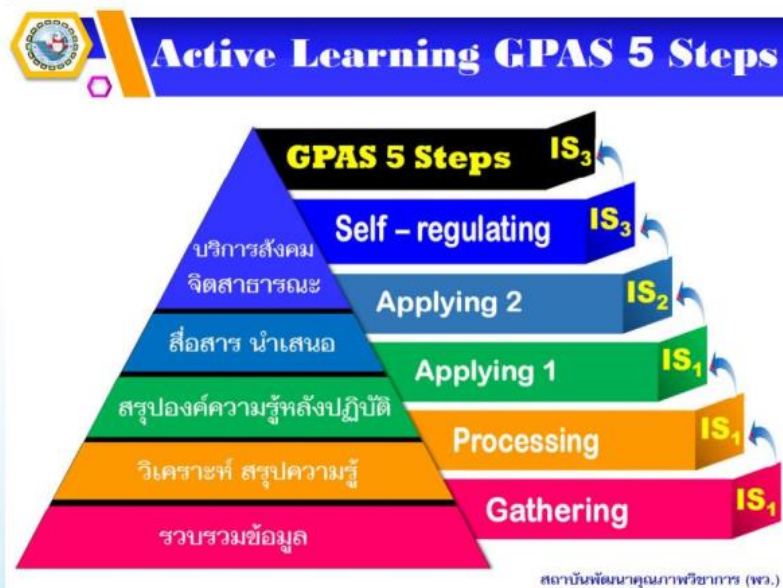 Active Learning GPAS 5 Steps
GPAS 5 Steps IS3
บริการสังคม
จิตสาธารณะ
Self – regulating IS3
สื่อสาร นำเสนอ
Applying 2 IS2
สรุปองค์ความรู้หลังปฏิบัติ
Applying 1 IS1
วิเคราะห์ สรุปความรู้
Processing IS1
รวบรวมข้อมูล
Gathering IS1
สถาบันพัฒนาคุณภาพวิชาการ (พว.)